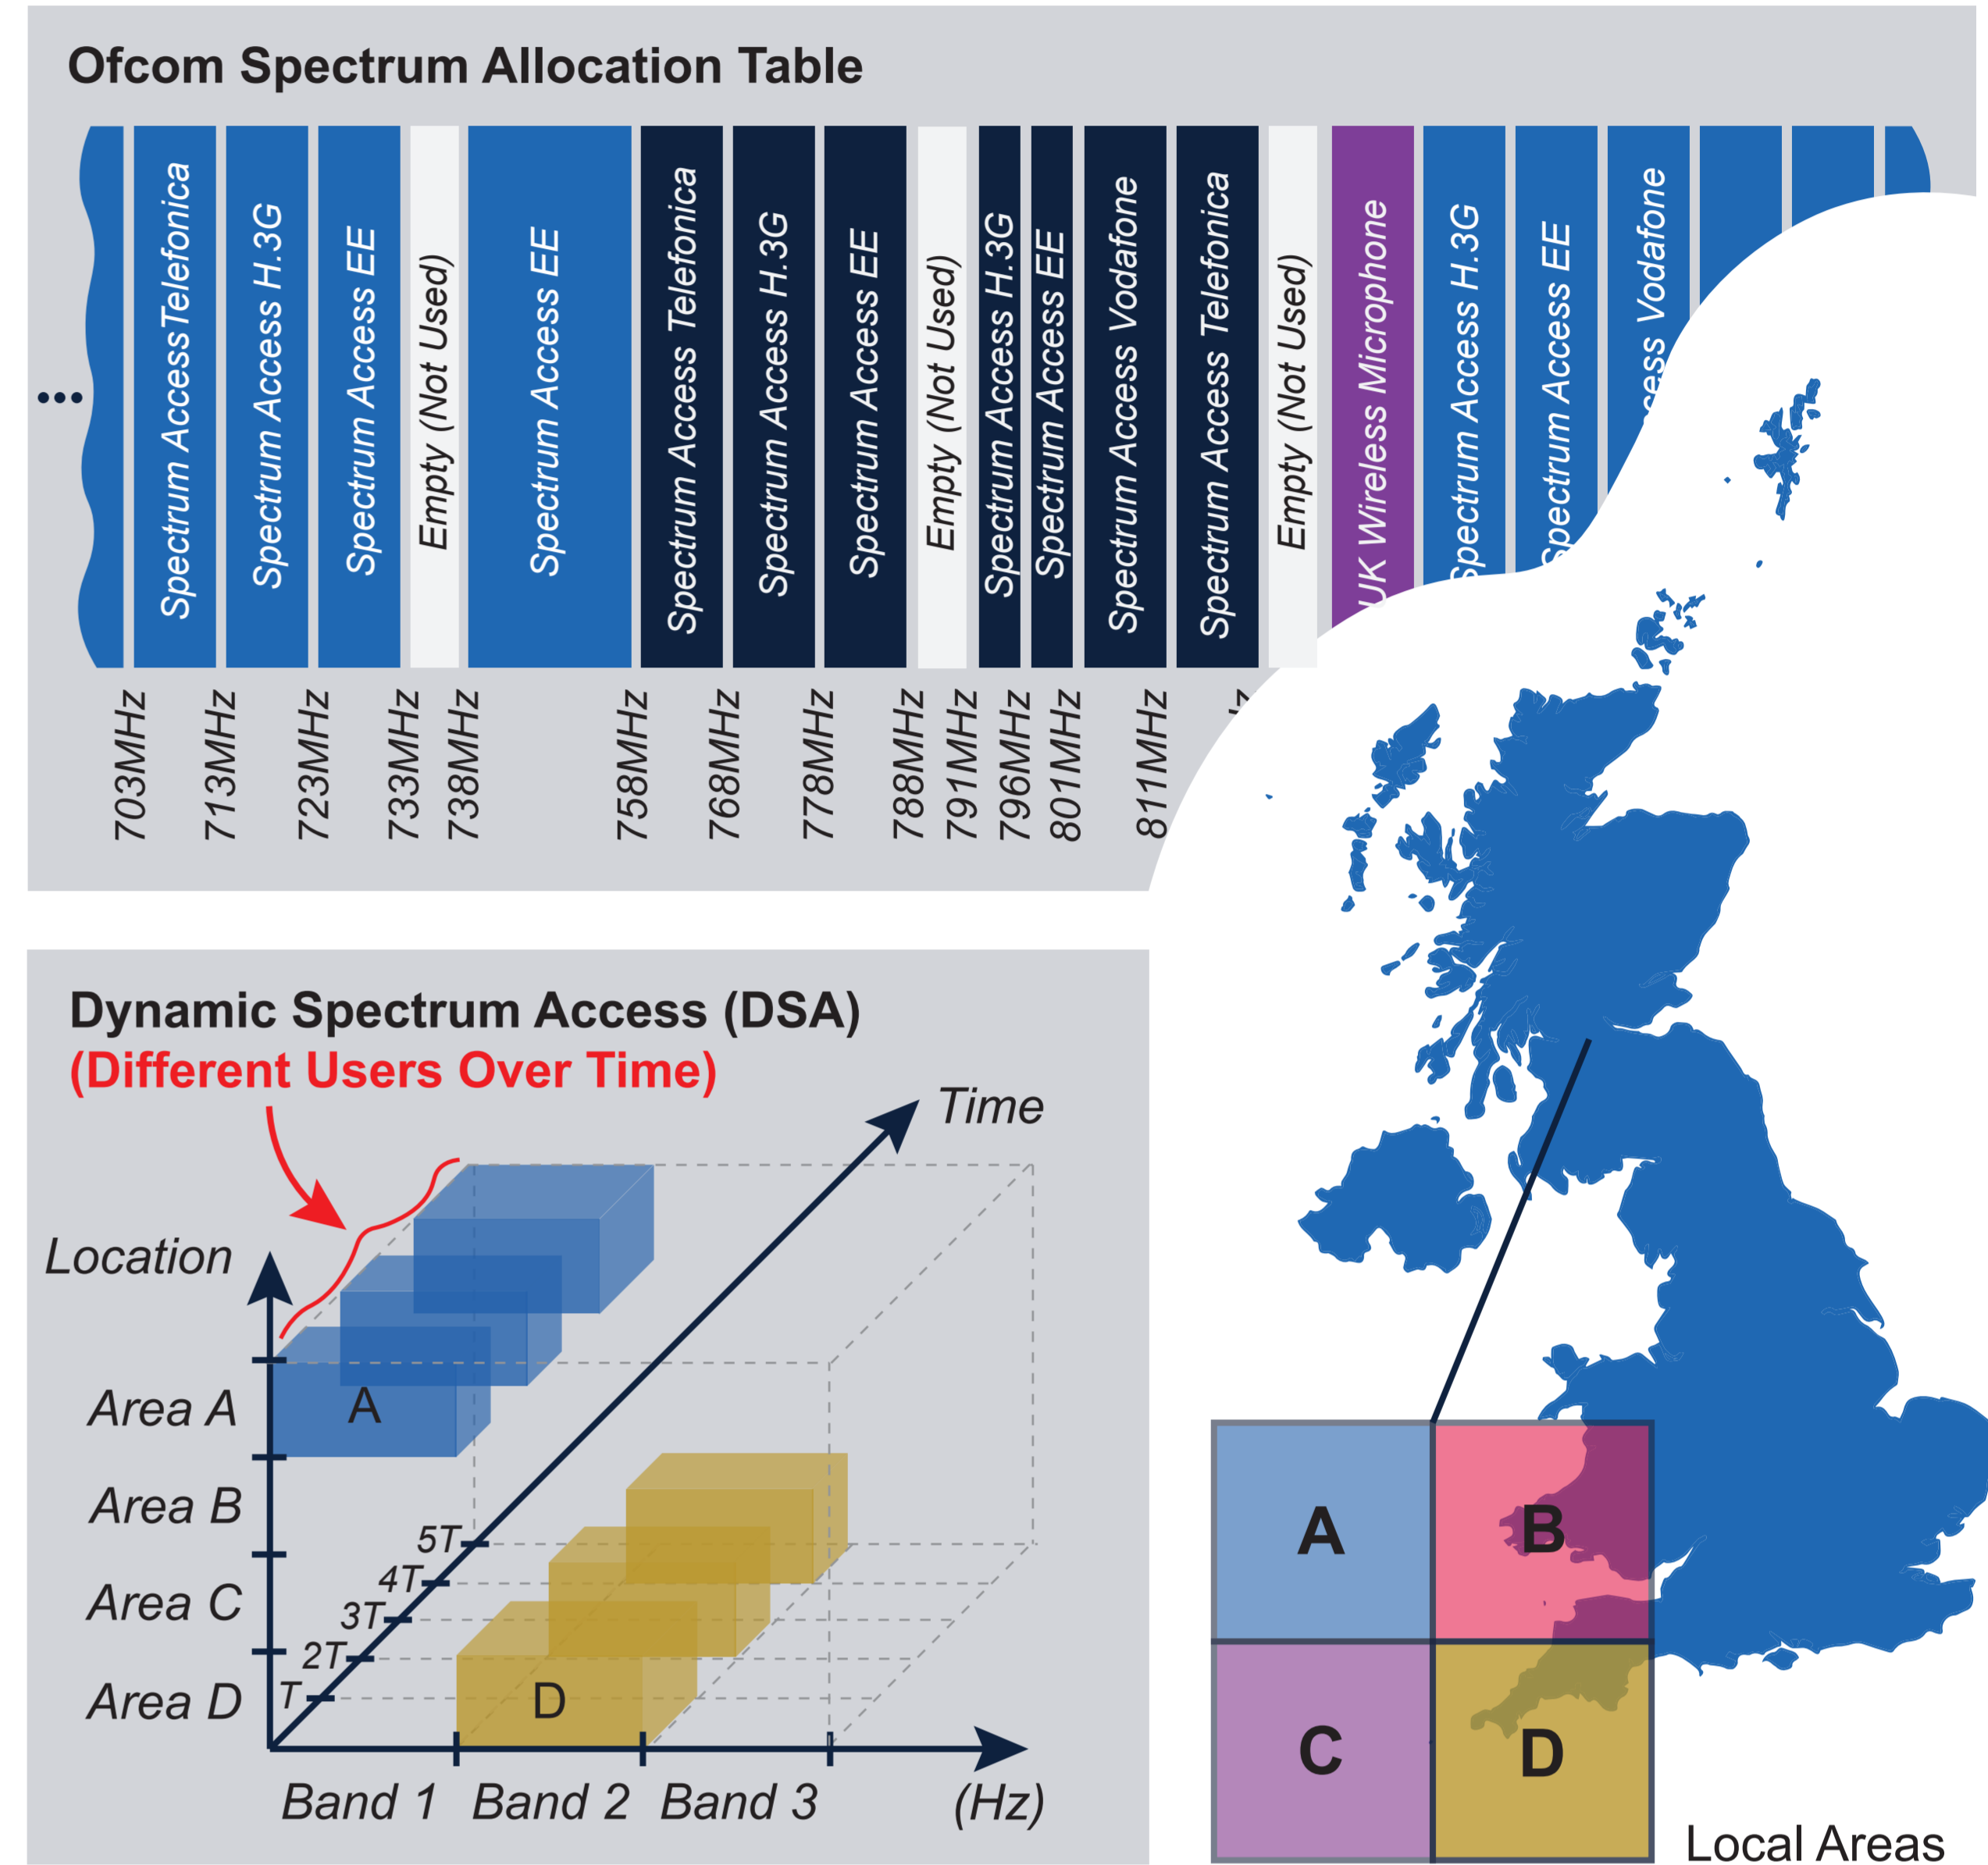 Ofcom Spectrum Allocation Table
Spectrum AccessTelefonica
Spectrum Access H.3G
Spectrum Access EE
Empty (Not Used)
Spectrum Access EE
Spectrum Access Telefonica
Spectrum Access H.3G
Spectrum Access EE
Empty (Not Used)
Spectrum Access H.3G
Spectrum Access EE
Spectrum Access Vodafone
Spectrum Access Telefonica
Empty (Not Used)
UK Wireless Microphone
Spectrum Access H.3G
Spectrum Access EE
Vodafone
703MHz
713MHz
723MHz
733MHz
738MHz
758MHz
768MHz
778MHz
788MHz
791MHz
796MHz
801MHz
811MHz
Dynamic Spectrum Access (DSA)
(Different Users Over Time)
Time
Location
Area A
Area B
Area C
Area D
A
D
5T
4T
3T
2T
T
Band 1
Band 2
Band 3
(Hz)
A
B
C
D
Local Areas